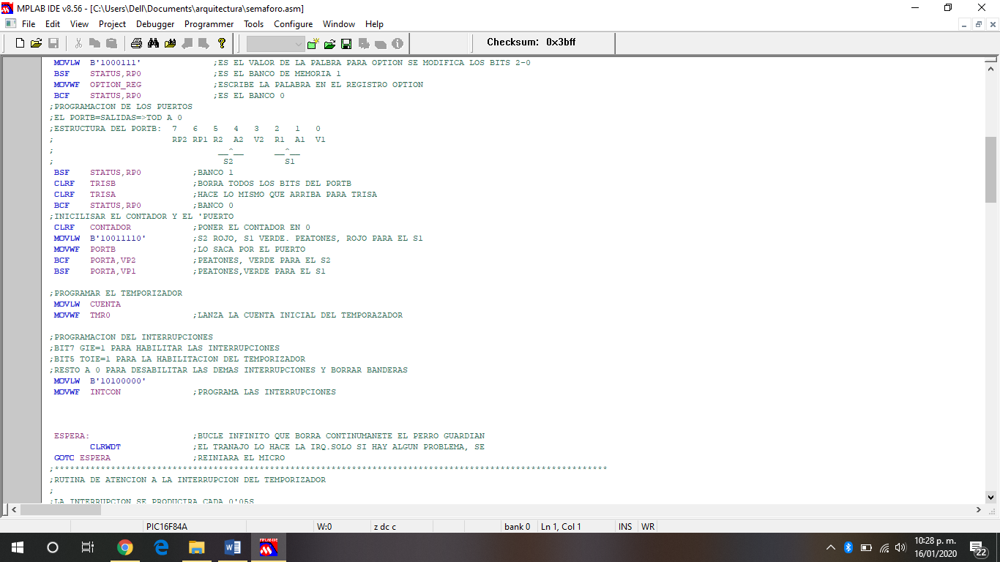 MPLAB IDE v8.56 - [C:\Users\Dell\Documents\arquitectura\semaforo.asm]
File Edit View Project Debugger Programmer Tools Configure Window Help
Checksum: 0x3bff
MOVLW B'1000111' ;ES EL VALOR DE LA PALBRA PARA OPTION SE MODIFICA LOS BITS 2-0
BSF STATUS,RP0 ;ES EL BANCO DE MEMORIA 1
MOVWF OPTION_REG ;ESCRIBE LA PALABRA EN EL REGISTRO OPTION
BCF STATUS,RP0 ;ES EL BANCO 0
;PROGRAMACION DE LOS PUERTOS
;EL PORTB=SALIDAS=>TOD A 0
;ESTRUCTURA DEL PORTB: 7 6 5 4 3 2 1 0
; RP2 RP1 R2 A2 V2 R1 A1 V1
; __^__ __^__
; S2 S1
BSF STATUS,RP0 ;BANCO 1
CLRF TRISB ;BORRA TODOS LOS BITS DEL PORTB
CLRF TRISA ;HACE LO MISMO QUE ARRIBA PARA TRISA
BCF STATUS,RP0 ;BANCO 0
;INICILISAR EL CONTADOR Y EL 'PUERTO
CLRF CONTADOR ;PONER EL CONTADOR EN 0
MOVLW B'10011110' ;S2 ROJO, S1 VERDE. PEATONES, ROJO PARA EL S1
MOVWF PORTB ;LO SACA POR EL PUERTO
BCF PORTA,VP2 ;PEATONES, VERDE PARA EL S2
BSF PORTA,VP1 ;PEATONES,VERDE PARA EL S1
;PROGRAMAR EL TEMPORIZADOR
MOVLW CUENTA
MOVWF TMR0 ;LANZA LA CUENTA INICIAL DEL TEMPORAZADOR
;PROGRAMACION DEL INTERRUPCIONES
;BIT7 GIE=1 PARA HABILITAR LAS INTERRUPCIONES
;BIT5 TOIE=1 PARA LA HABILITACION DEL TEMPORIZADOR
;RESTO A 0 PARA DESABILITAR LAS DEMAS INTERRUPCIONES Y BORRAR BANDERAS
MOVLW B'10100000'
MOVWF INTCON ;PROGRAMA LAS INTERRUPCIONES
ESPERA: ;BUCLE INFINITO QUE BORRA CONTINUMANETE EL PERRO GUARDIAN
CLRWDT ;EL TRANAJO LO HACE LA IRQ.SOLO SI HAY ALGUN PROBLEMA, SE
GOTO ESPERA ;REINIARA EL MICRO
;************************************************************************************************************
;RUTINA DE ATENCION A LA INTERRUPCION DEL TEMPORIZADOR
;
;LA INTERRUPCION SE PRODUCIRA CADA 0'05S
PIC16F84A W:0 z dc c bank 0 Ln 1, Col 1 INS WR
10:28 p. m.
16/01/2020
22